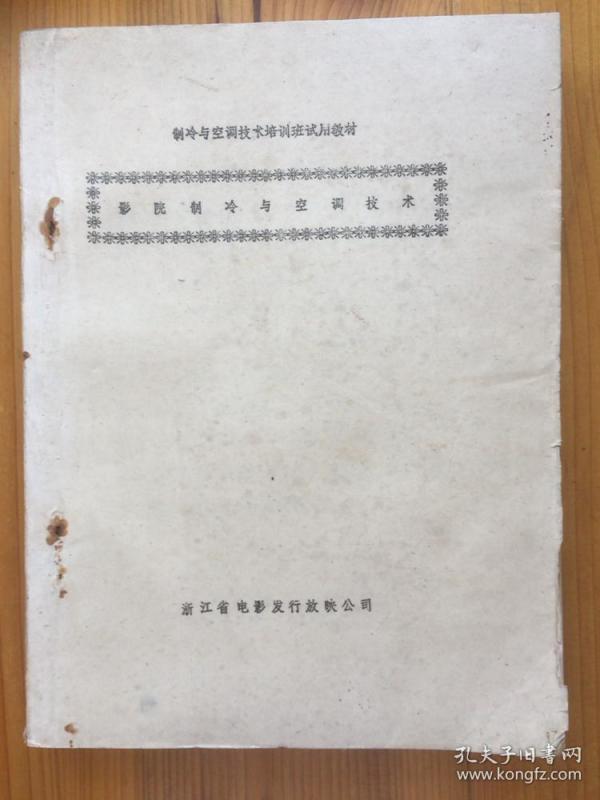 制冷与空调技术培训班试用教材
影院制冷与空调技术
浙江省电影发行放映公司
孔夫子旧書网
www.kongfz.com